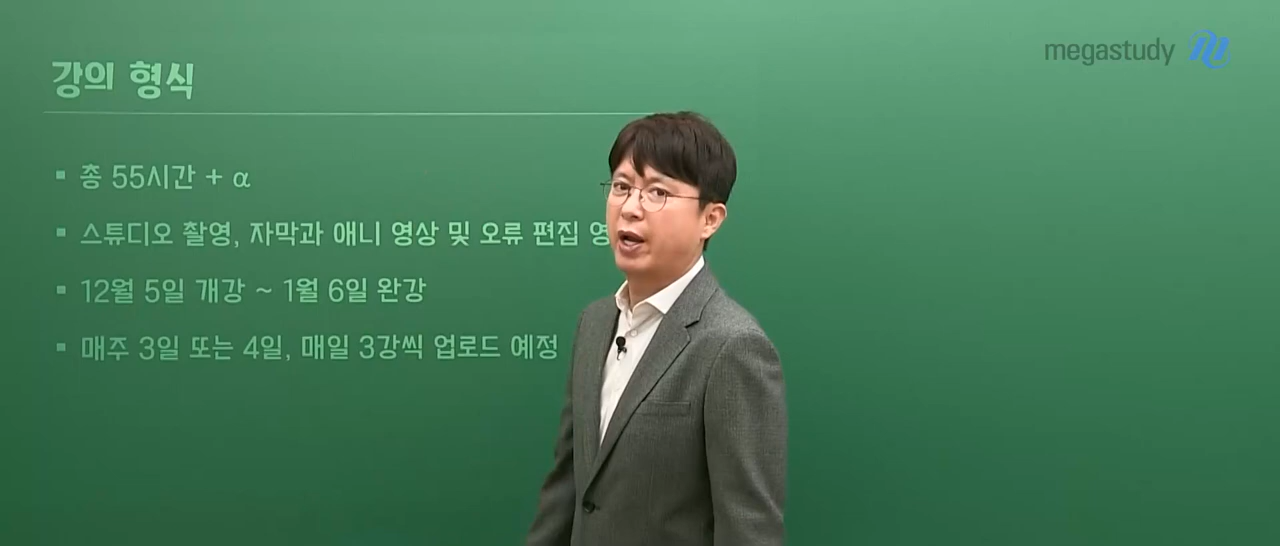 megastudy
강의 형식
▪ 총 55시간 + α
▪ 스튜디오 촬영, 자막과 애니 영상 및 오류 편집
▪ 12월 5일 개강 ~ 1월 6일 완강
▪ 매주 3일 또는 4일, 매일 3강씩 업로드 예정